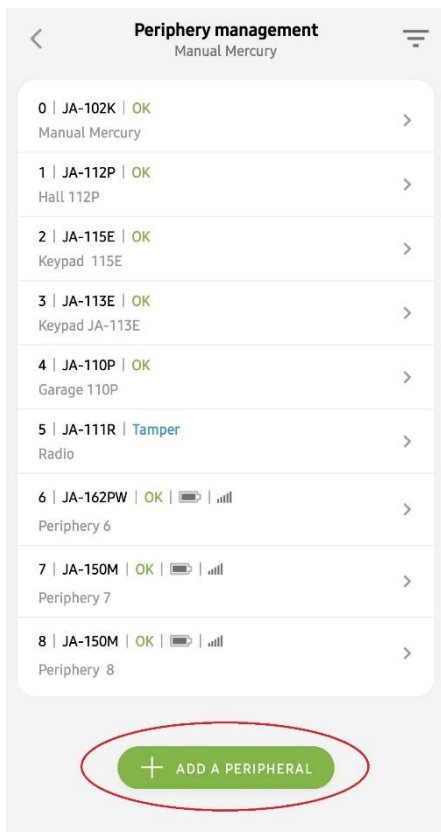 Periphery management
Manual Mercury
0 | JA-102K | OK
Manual Mercury
1 | JA-112P | OK
Hall 112P
2 | JA-115E | OK
Keypad 115E
3 | JA-113E | OK
Keypad JA-113E
4 | JA-110P | OK
Garage 110P
5 | JA-111R | Tamper
Radio
6 | JA-162PW | OK |  |
Periphery 6
7 | JA-150M | OK |  |
Periphery 7
8 | JA-150M | OK |  |
Periphery 8
+ ADD A PERIPHERAL